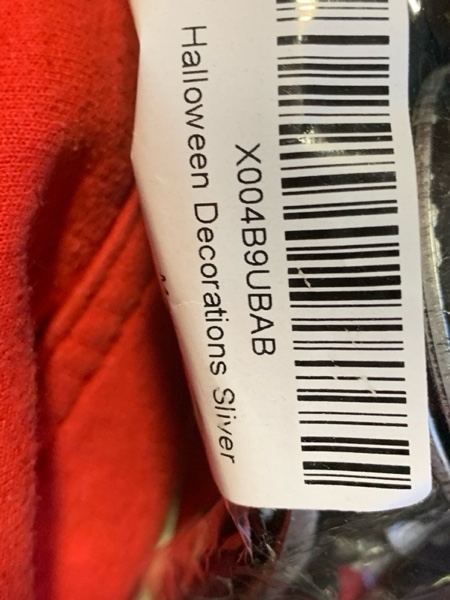 X004B9UBAB
Halloween Decorations Sliver